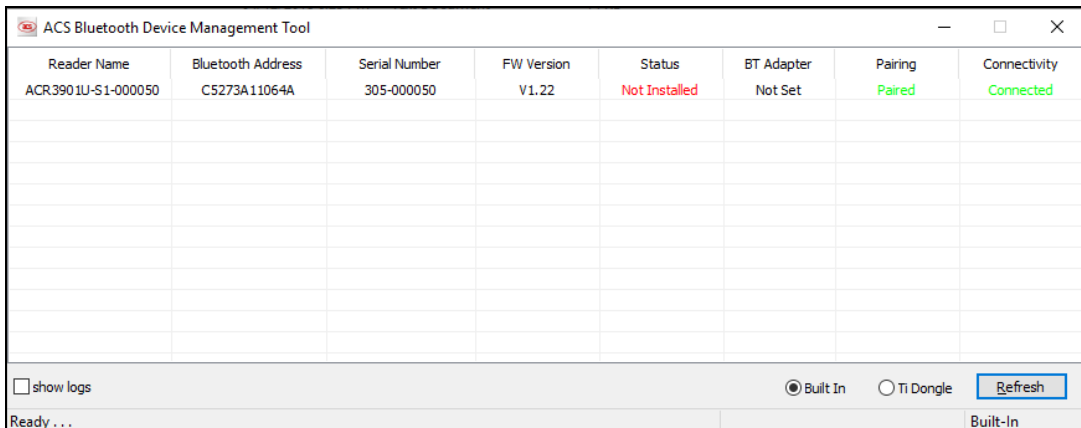 ACS Bluetooth Device Management Tool
Reader Name Bluetooth Address Serial Number FW Version Status BT Adapter Pairing Connectivity
ACR3901U-S1-000050 C5273A11064A 305-000050 V1.22 Not Installed Not Set Paired Connected
show logs Built In Ti Dongle Refresh
Ready . . . Built-In